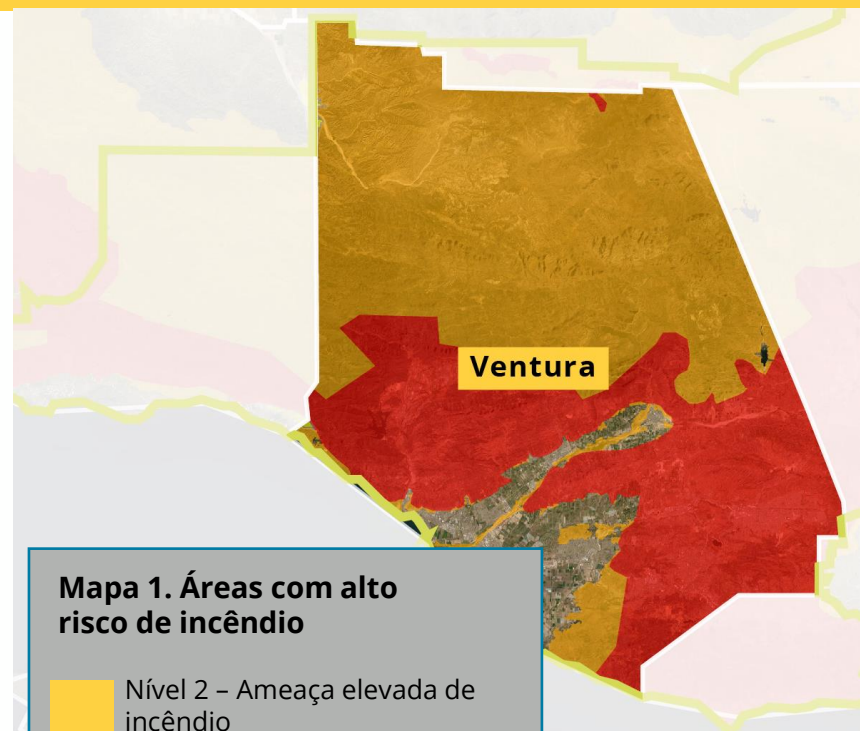 Ventura
Mapa 1. Áreas com alto
risco de incêndio
Nível 2 – Ameaça elevada de
incêndio